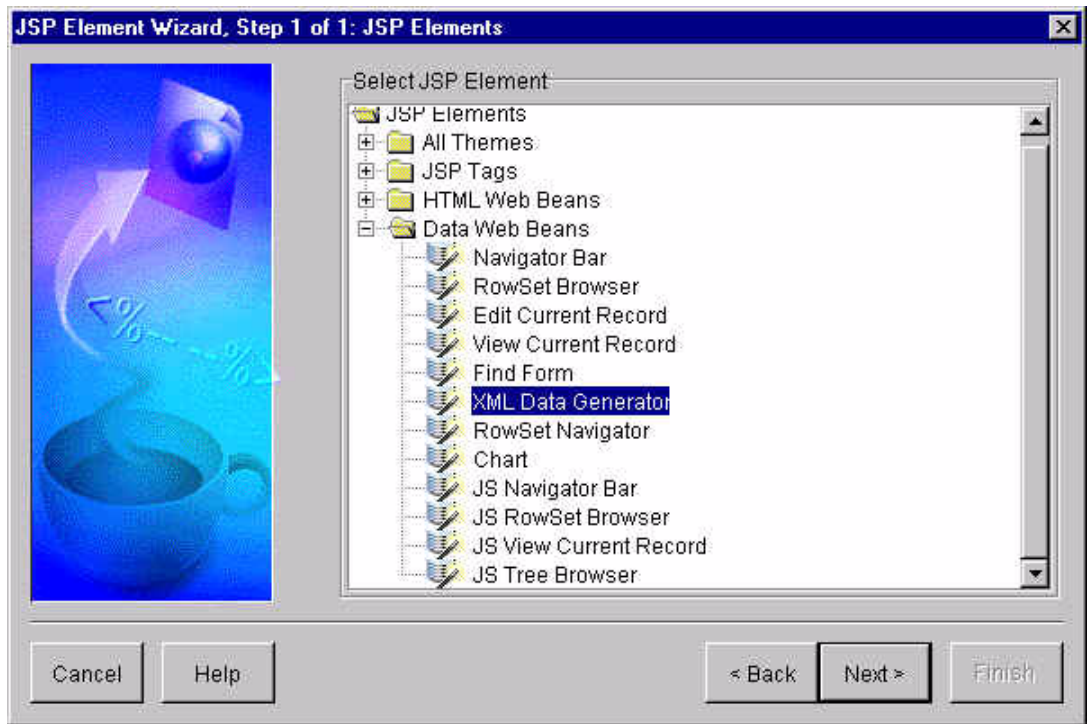 JSP Element Wizard, Step 1 of 1: JSP Elements
Select JSP Element
JSP Elements
All Themes
JSP Tags
HTML Web Beans
Data Web Beans
Navigator Bar
RowSet Browser
Edit Current Record
View Current Record
Find Form
XML Data Generator
RowSet Navigator
Chart
JS Navigator Bar
JS RowSet Browser
JS View Current Record
JS Tree Browser
<%-- --%>
Cancel Help < Back Next > Finish